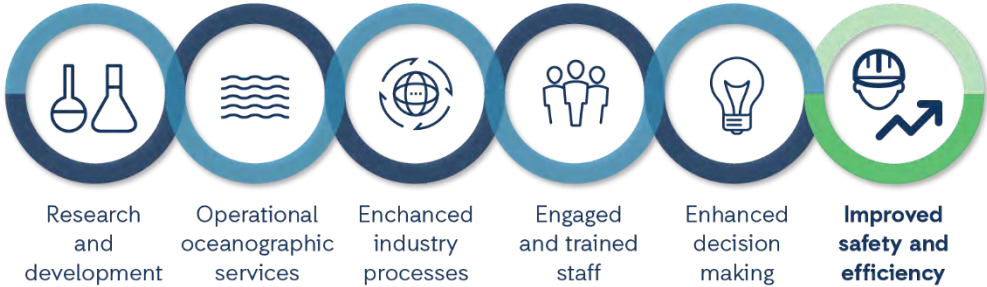 Research
and
development
Operational
oceanographic
services
Enchanced
industry
processes
Engaged
and trained
staff
Enhanced
decision
making
Improved
safety and
efficiency